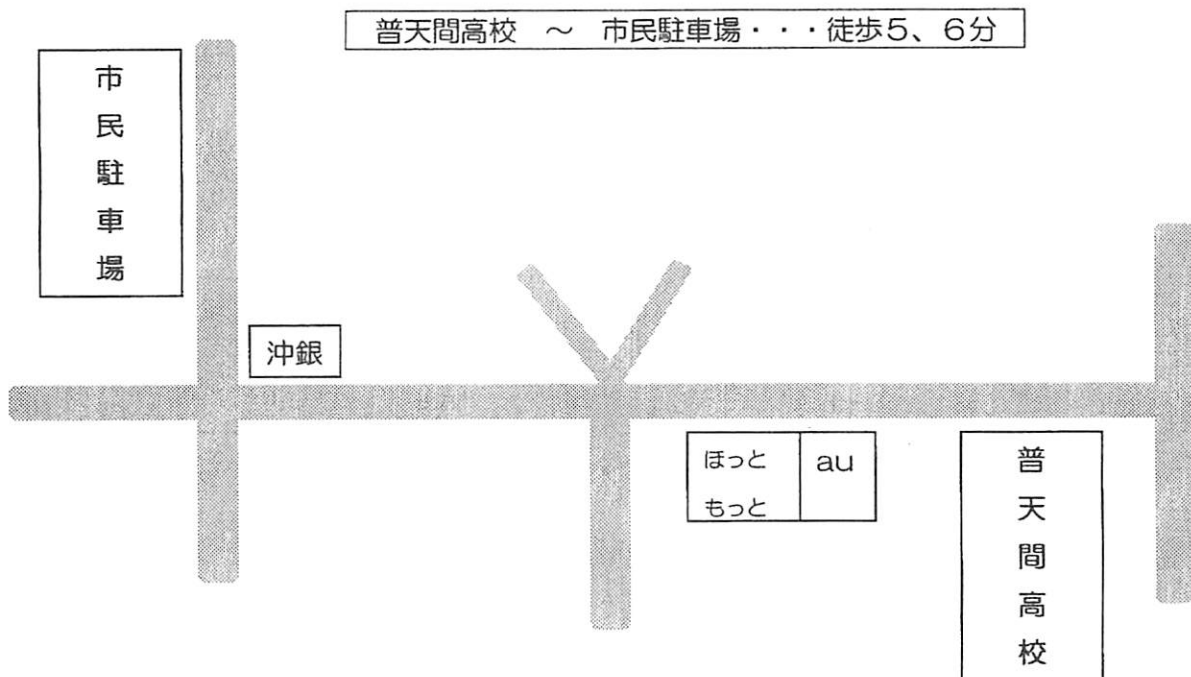 普天間高校　～　市民駐車場・・・徒歩５、６分
市民駐車場
沖銀
ほっと
もっと
au
普天間高校